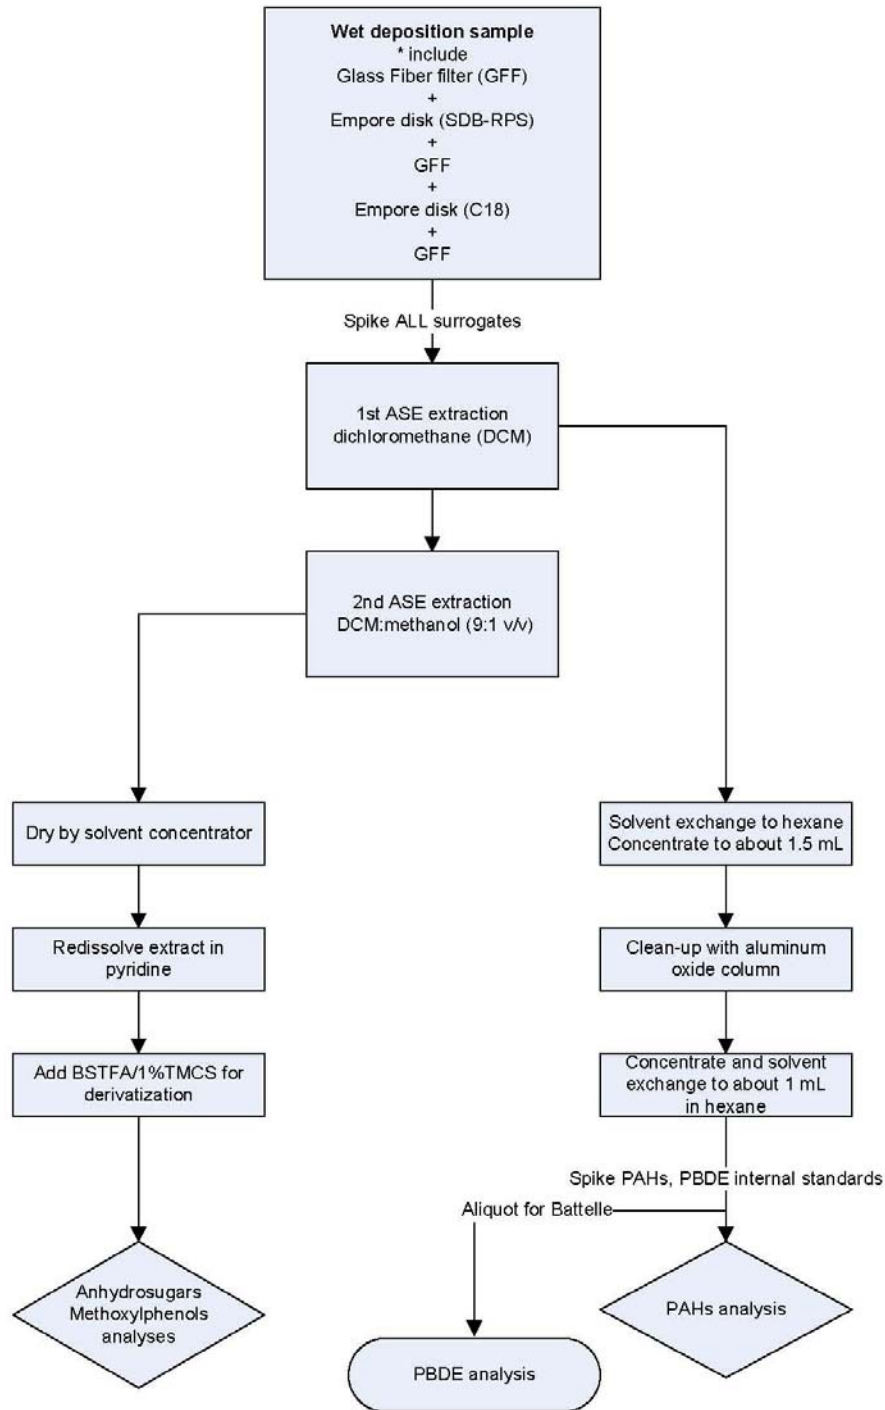 Wet deposition sample
* include
Glass Fiber filter (GFF)
+
Empore disk (SDB-RPS)
+
GFF
+
Empore disk (C18)
+
GFF
Spike ALL surrogates
1st ASE extraction
dichloromethane (DCM)
2nd ASE extraction
DCM:methanol (9:1 v/v)
Dry by solvent concentrator
Redissolve extract in
pyridine
Add BSTFA/1%TMCS for
derivatization
Anhydrosugars
Methoxylphenols
analyses
Solvent exchange to hexane
Concentrate to about 1.5 mL
Clean-up with aluminum
oxide column
Concentrate and solvent
exchange to about 1 mL
in hexane
Spike PAHs, PBDE internal standards
Aliquot for Battelle
PAHs analysis
PBDE analysis